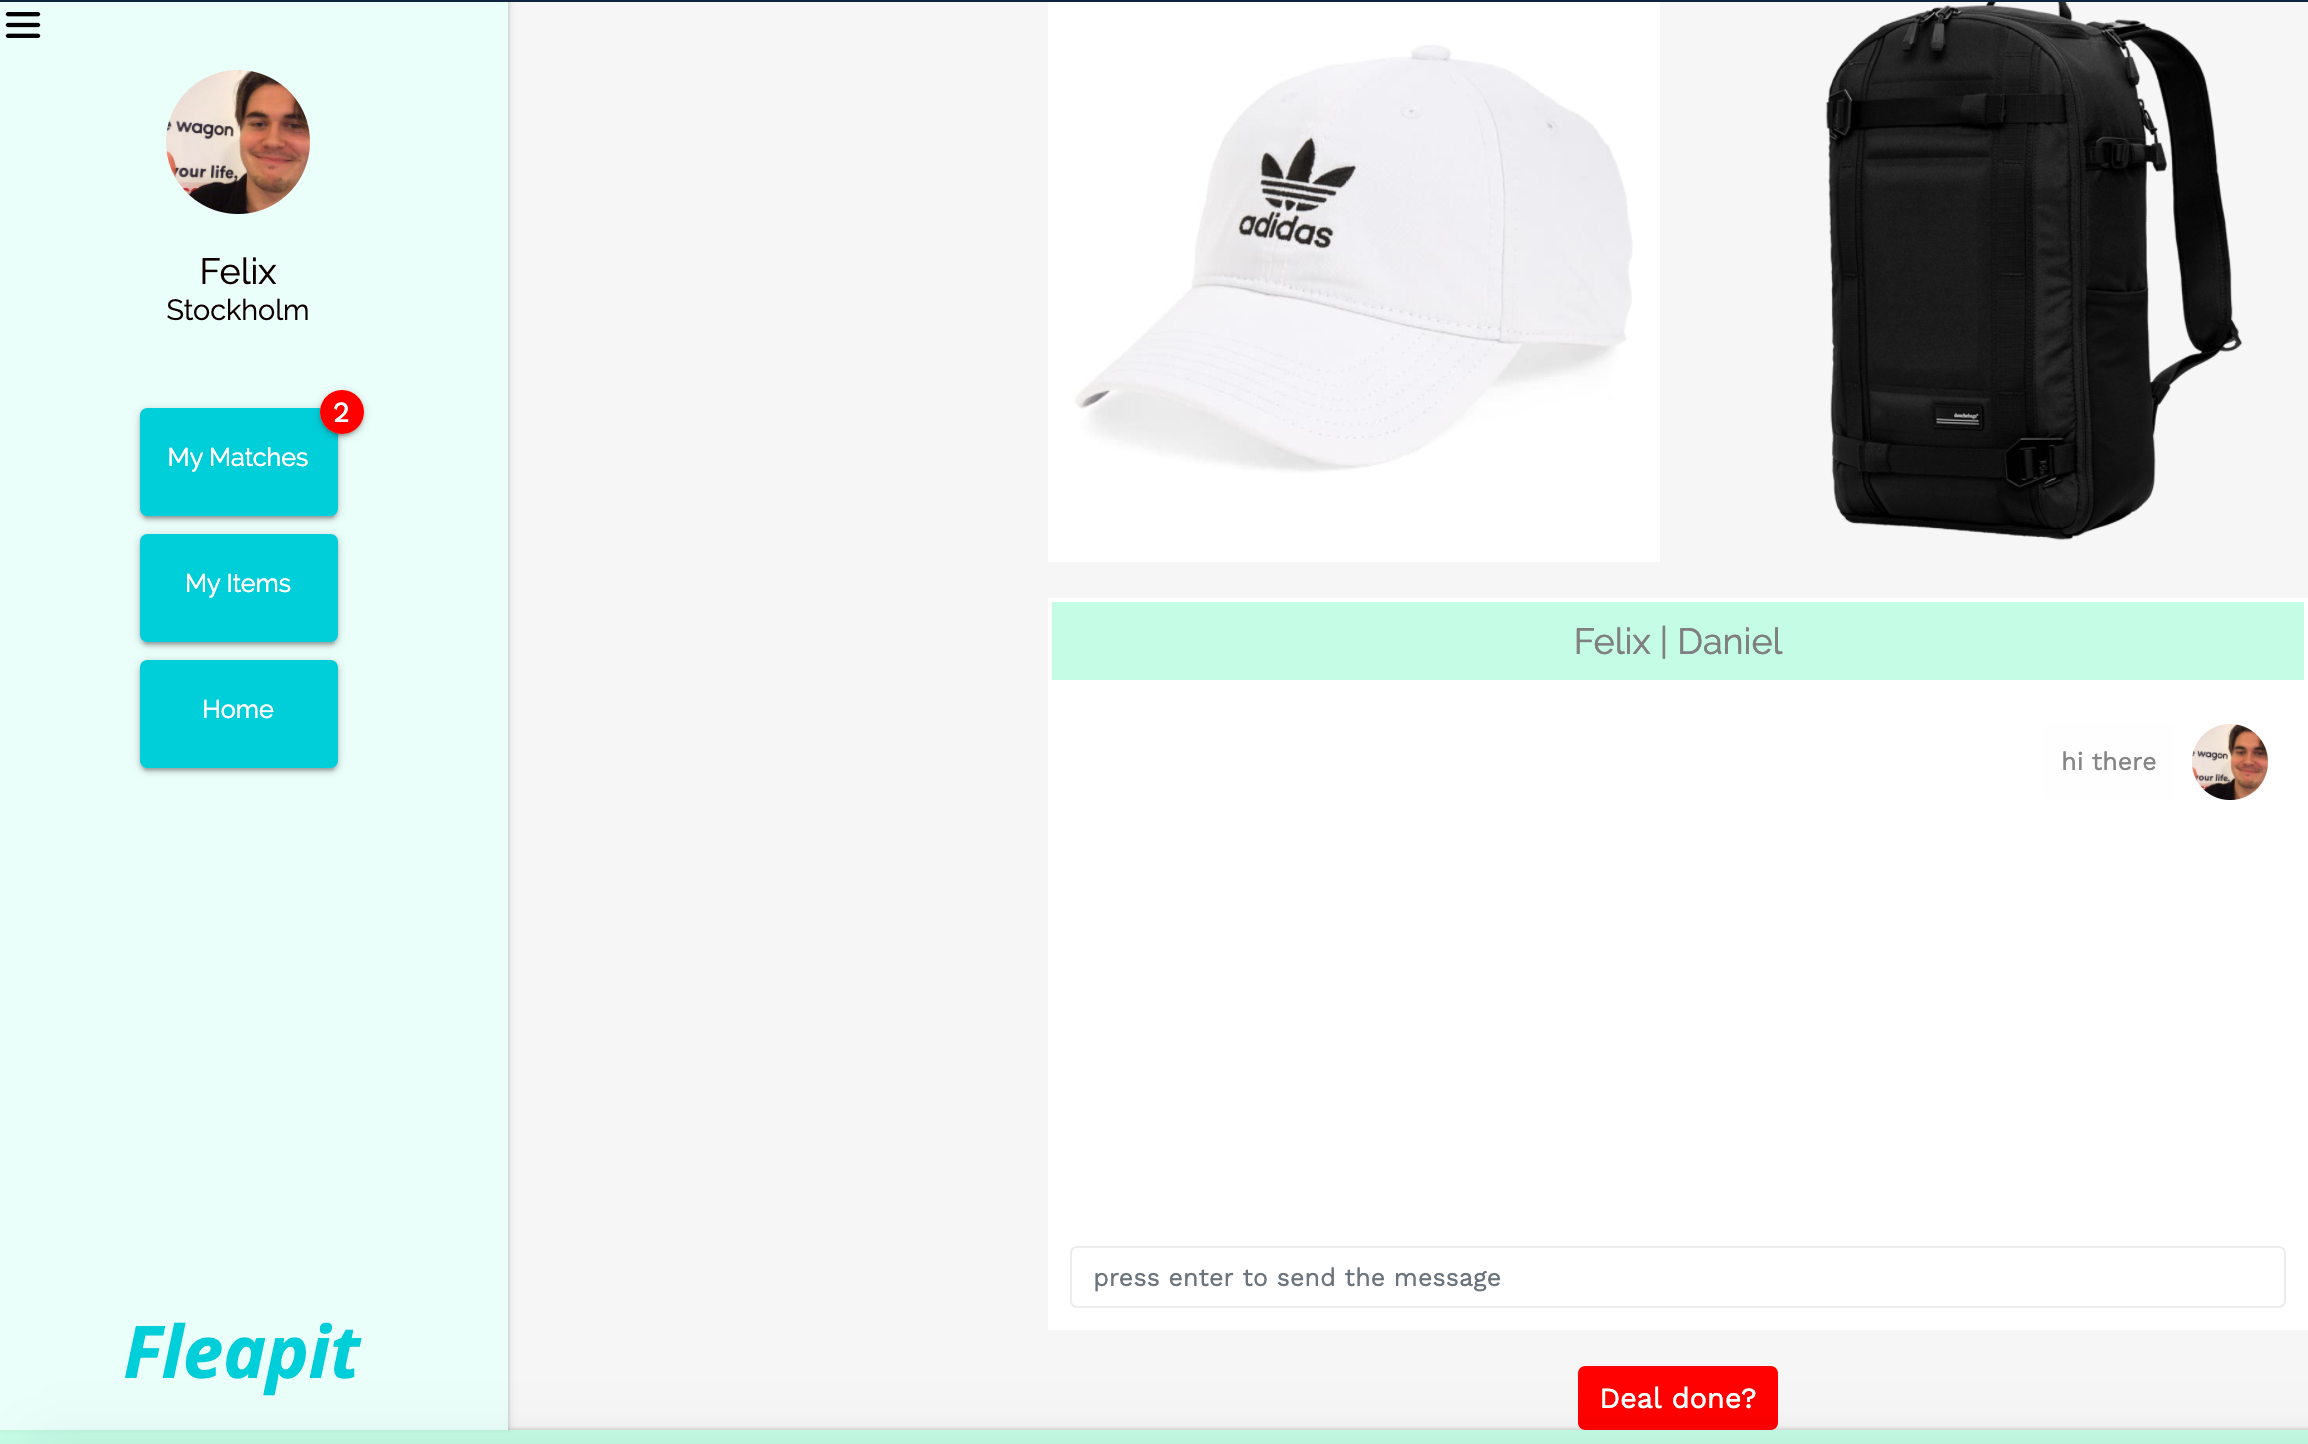 e wagon
your life,
Felix
Stockholm
2
My Matches
My Items
Home
Fleapit
adidas
Felix | Daniel
hi there
wagon
our life,
press enter to send the message
Deal done?